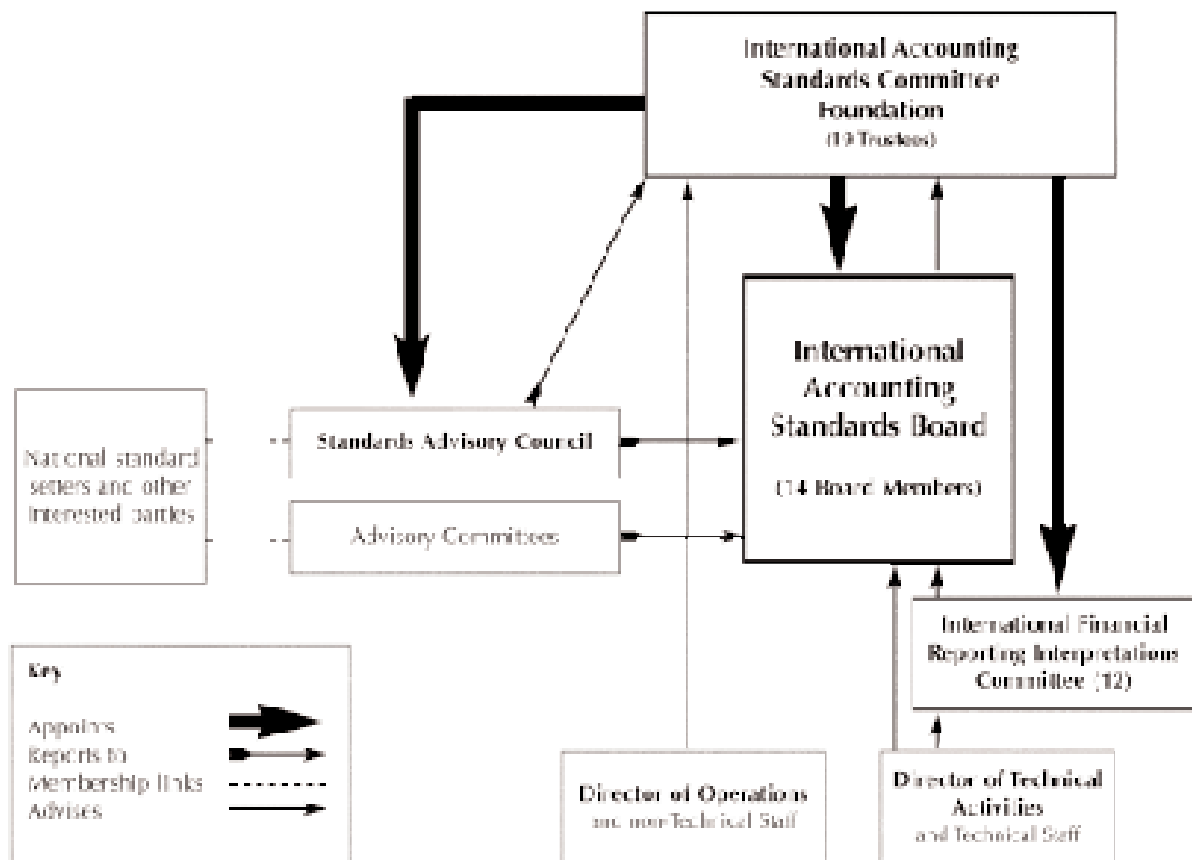 International Accounting
Standards Committee
Foundation
(19 Trustees)
International
Accounting
Standards Board
(14 Board Members)
Standards Advisory Council
National standard
setters and other
interested parties
Advisory Committees
International Financial
Reporting Interpretations
Committee (12)
Key
Appoints
Reports to
Membership links
Advises
Director of Operations
and non-Technical Staff
Director of Technical
Activities
and Technical Staff